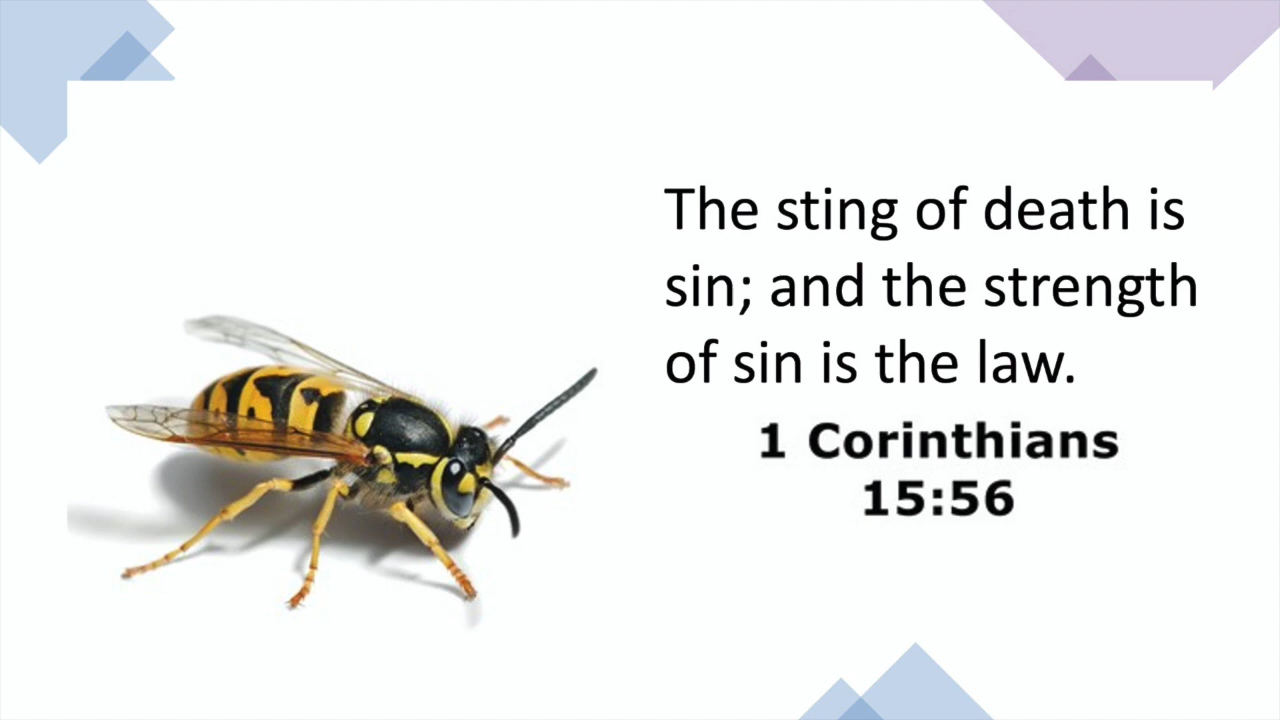 The sting of death is
sin; and the strength
of sin is the law.
1 Corinthians
15:56